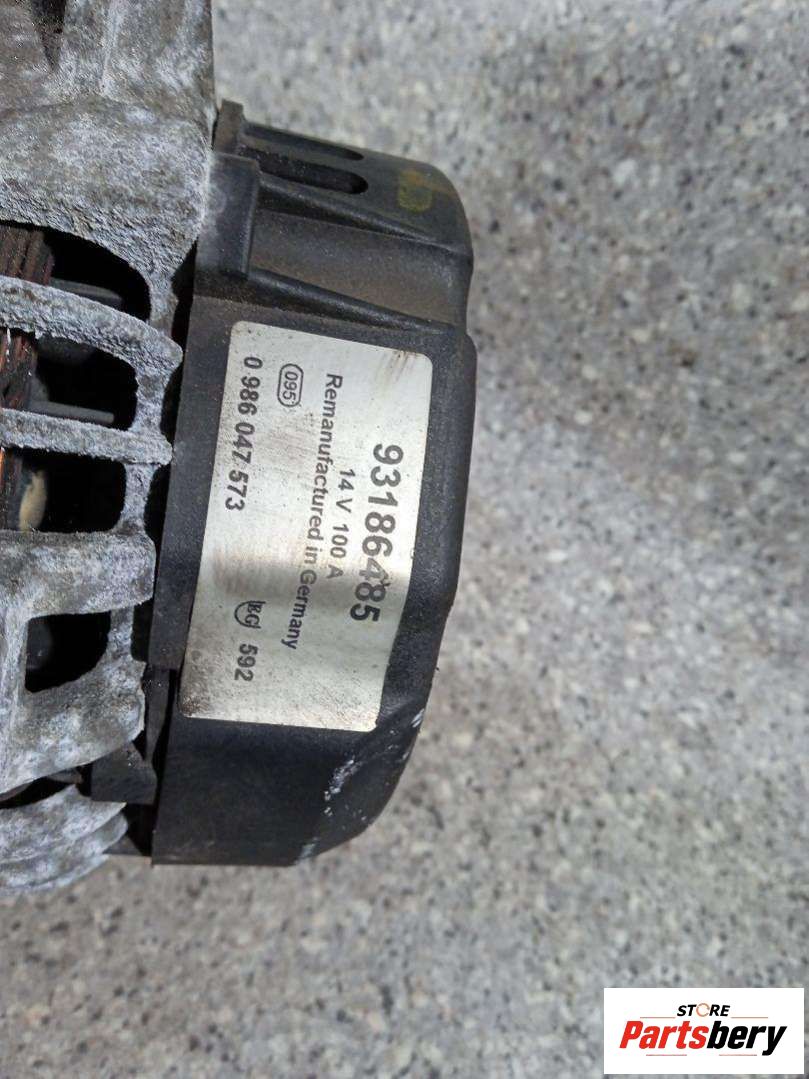 93186485
14 V 100 A
Remanufactured in Germany
095
0 986 047 573
592
STORE
Partsbery